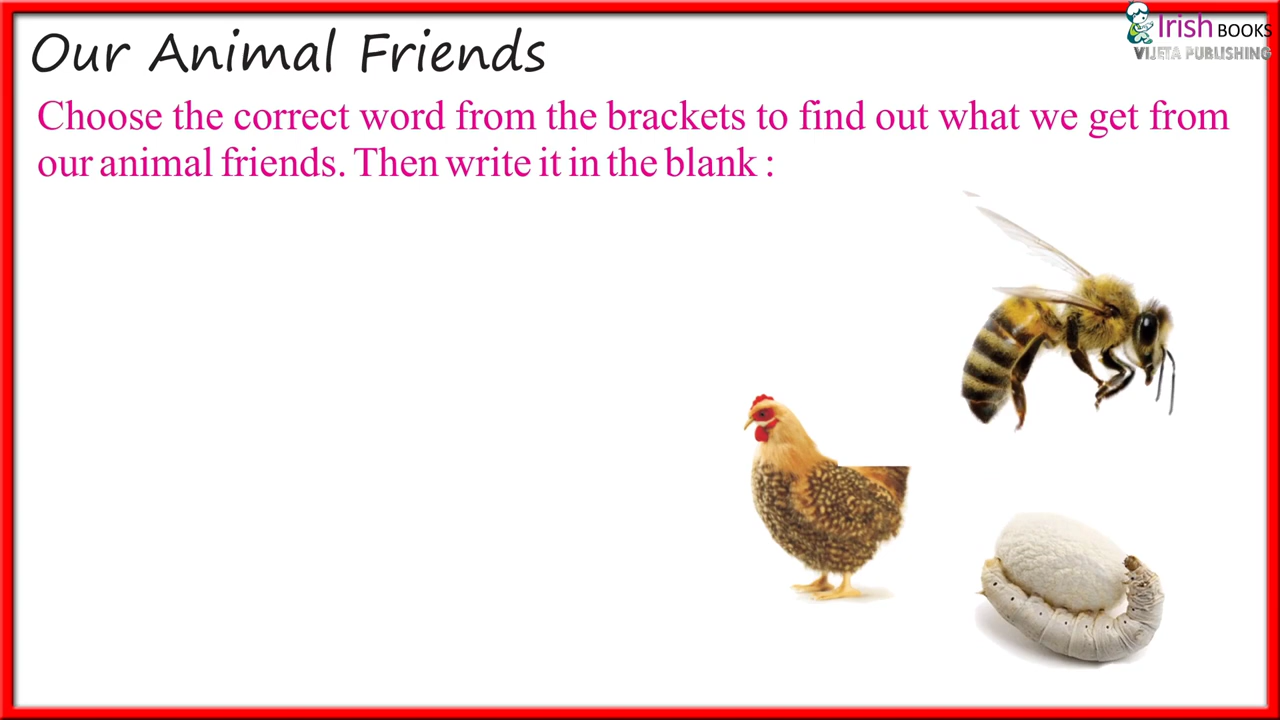 Our Animal Friends
Irish BOOKS
VIJETA PUBLISHING
Choose the correct word from the brackets to find out what we get from
our animal friends. Then write it in the blank :